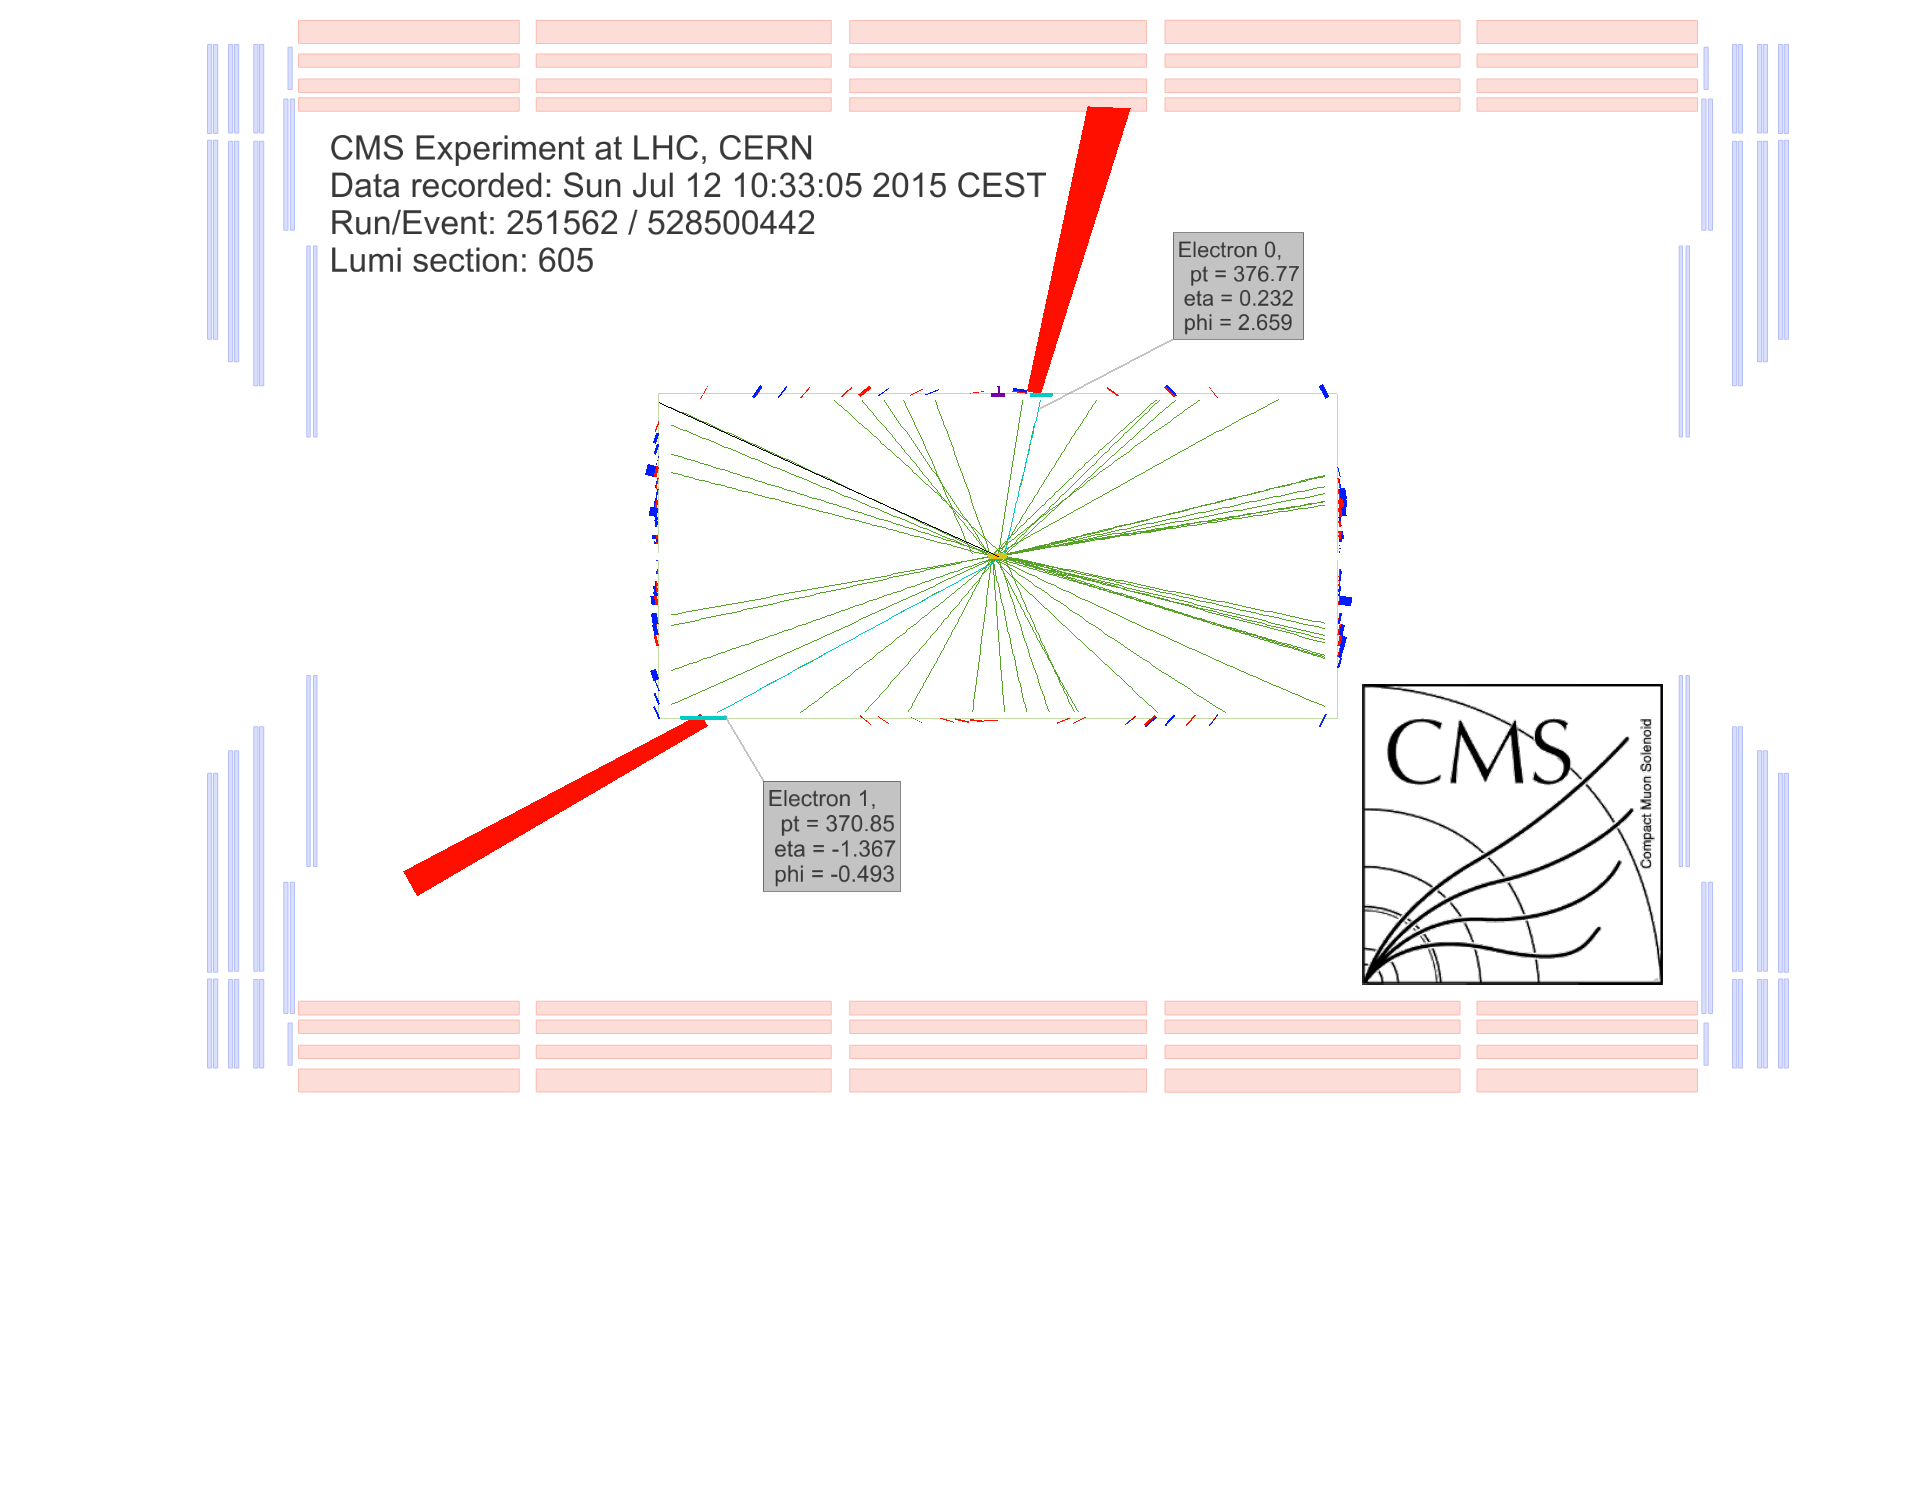 CMS Experiment at LHC, CERN
Data recorded: Sun Jul 12 10:33:05 2015 CEST
Run/Event: 251562 / 528500442
Lumi section: 605
Electron 0,
pt = 376.77
eta = 0.232
phi = 2.659
Electron 1,
pt = 370.85
eta = -1.367
phi = -0.493
CMS
Compact Muon Solenoid